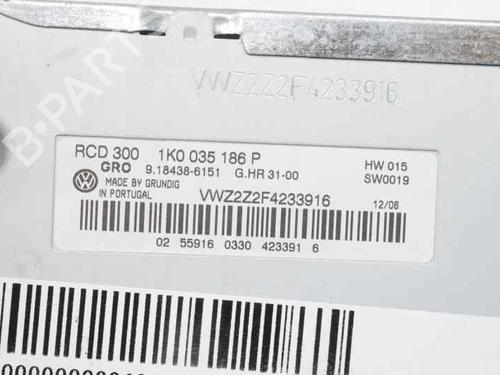 VWZ2Z2F4233916
RCD 300 1K0 035 186 P
GRO 9.18438-6151 G.HR 31-00 HW 015
MADE BY GRUNDIG SW0019
IN PORTUGAL VWZ2Z2F4233916 12/06
02 55916 0330 423391 6
B-PARTS